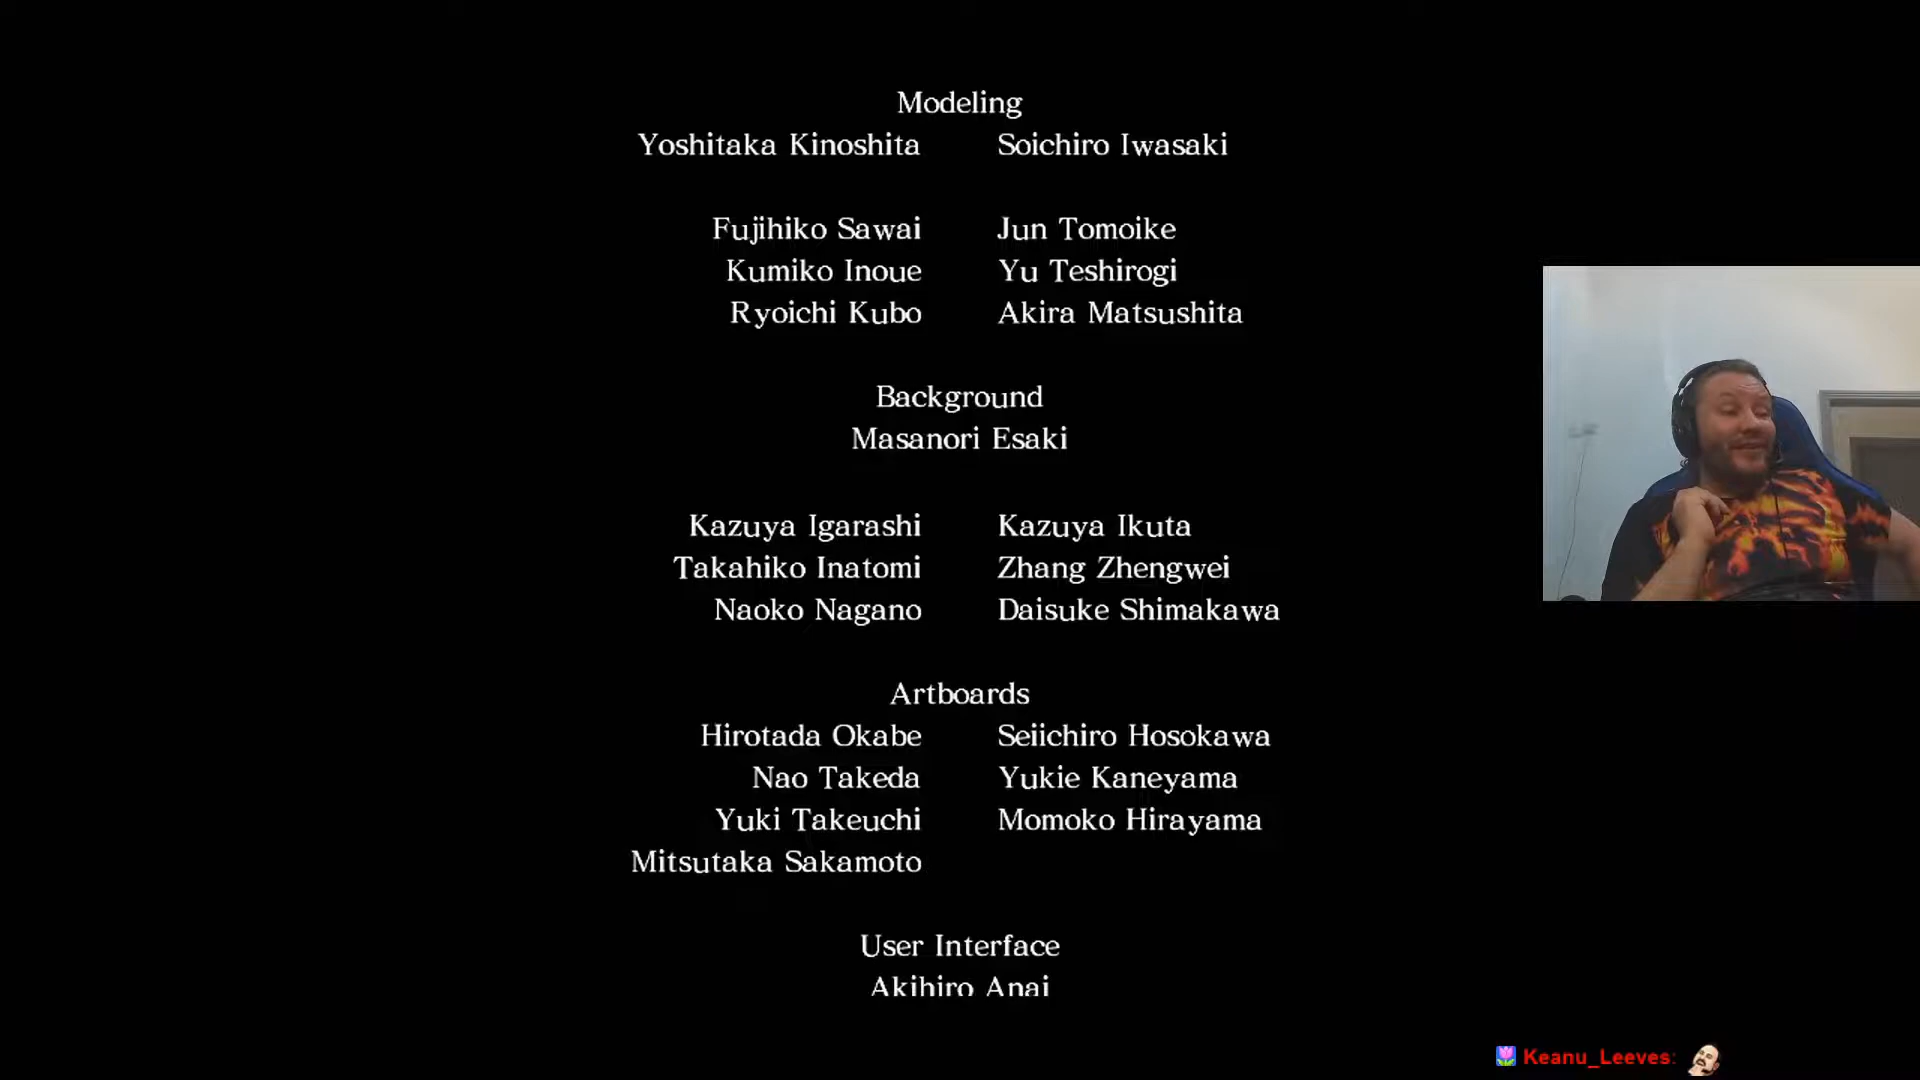 Modeling
Yoshitaka Kinoshita Soichiro Iwasaki
Fujihiko Sawai Jun Tomoike
Kumiko Inoue Yu Teshirogi
Ryoichi Kubo Akira Matsushita
Background
Masanori Esaki
Kazuya Igarashi Kazuya Ikuta
Takahiko Inatomi Zhang Zhengwei
Naoko Nagano Daisuke Shimakawa
Artboards
Hirotada Okabe Seiichiro Hosokawa
Nao Takeda Yukie Kaneyama
Yuki Takeuchi Momoko Hirayama
Mitsutaka Sakamoto
User Interface
Akihiro Anai
Keanu_Leeves: